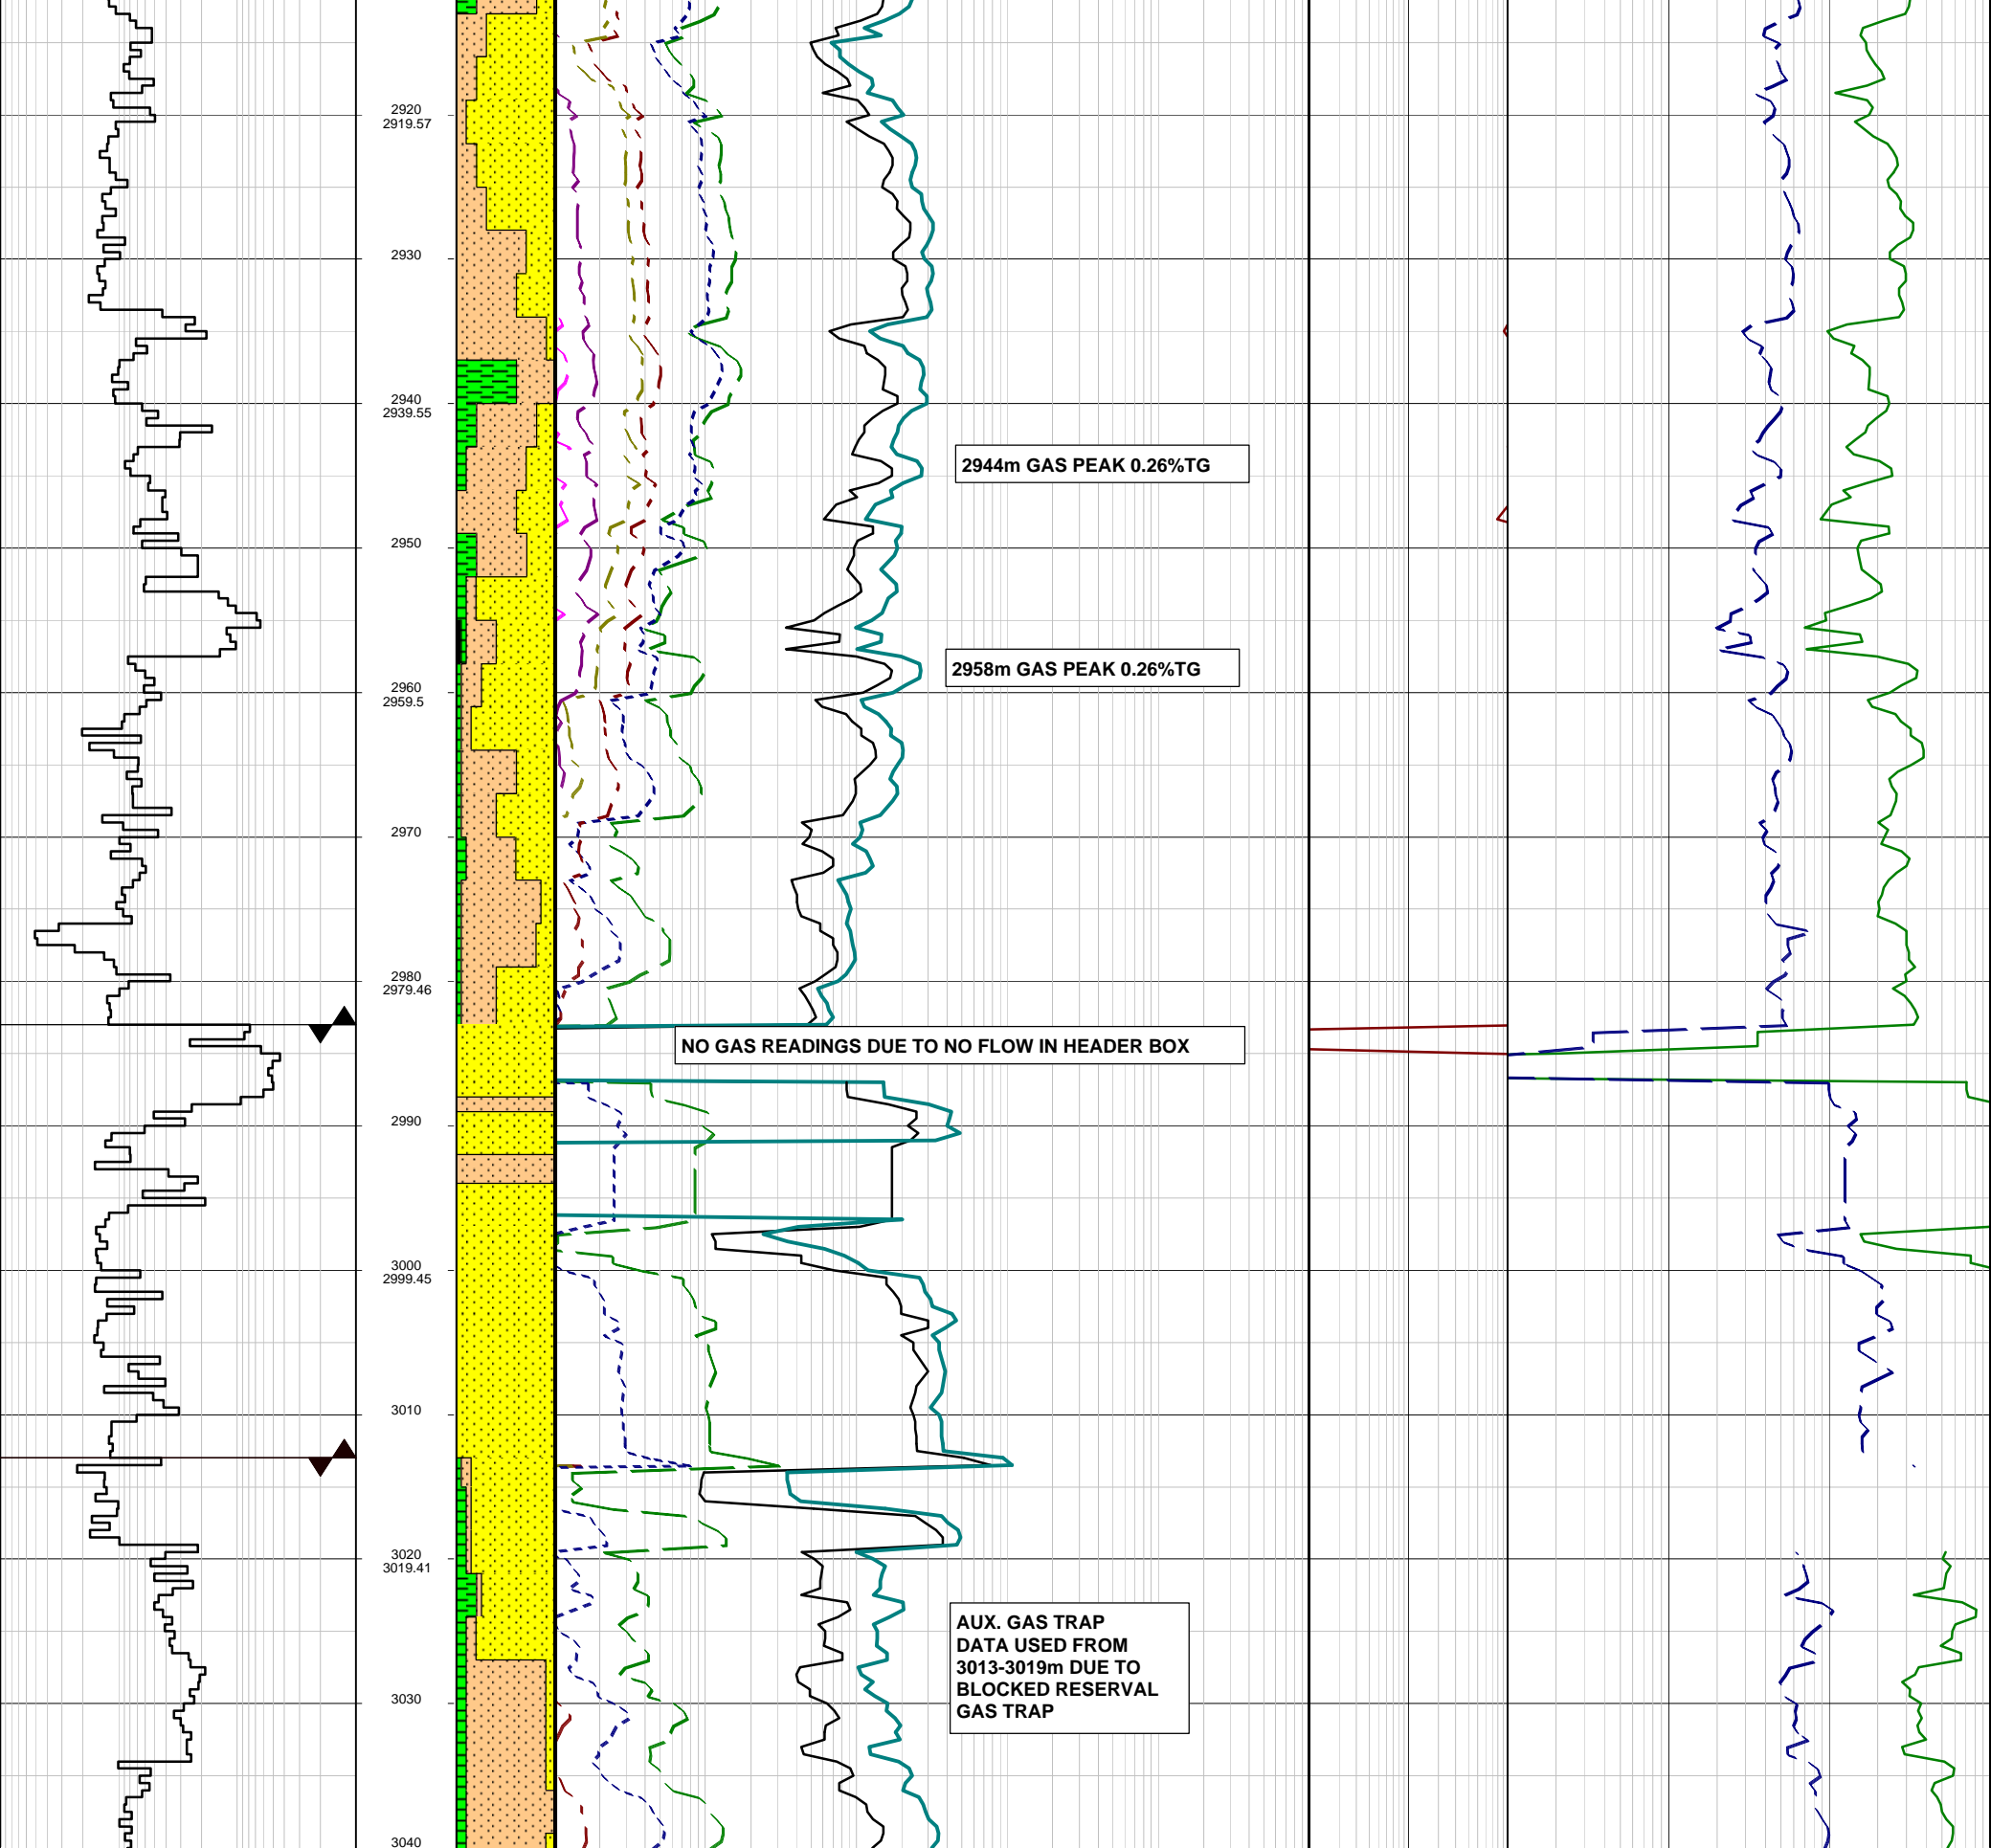 2920
2919.57
2930
2940
2939.55
2944m GAS PEAK 0.26%TG
2950
2958m GAS PEAK 0.26%TG
2960
2959.5
2970
2980
2979.46
NO GAS READINGS DUE TO NO FLOW IN HEADER BOX
2990
3000
2999.45
3010
3020
3019.41
AUX. GAS TRAP
DATA USED FROM
3013-3019m DUE TO
BLOCKED RESERVAL
GAS TRAP
3030
3040